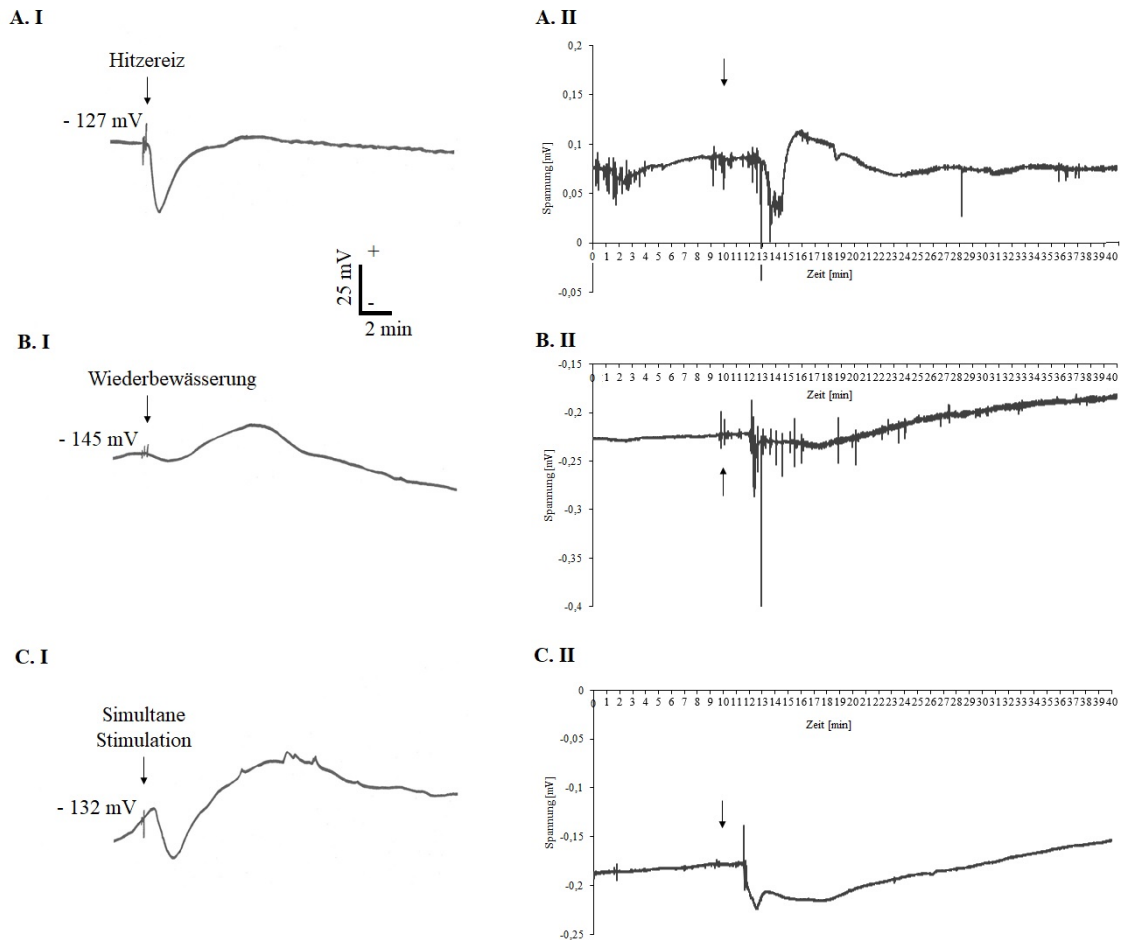 A. I
Hitzereiz
- 127 mV
+
25 mV
-
2 min
A. II
0,2
0,15
0,1
0,05
0
-0,05
Spannung [mV]
0 1 2 3 4 5 6 7 8 9 10 11 12 13 14 15 16 17 18 19 20 21 22 23 24 25 26 27 28 29 30 31 32 33 34 35 36 37 38 39 40
Zeit [min]
B. I
Wiederbewässerung
- 145 mV
B. II
-0,15
-0,2
-0,25
-0,3
-0,35
-0,4
Spannung [mV]
0 1 2 3 4 5 6 7 8 9 10 11 12 13 14 15 16 17 18 19 20 21 22 23 24 25 26 27 28 29 30 31 32 33 34 35 36 37 38 39 40
Zeit [min]
C. I
Simultane
Stimulation
- 132 mV
C. II
0
-0,05
-0,1
-0,15
-0,2
-0,25
Spannung [mV]
0 1 2 3 4 5 6 7 8 9 10 11 12 13 14 15 16 17 18 19 20 21 22 23 24 25 26 27 28 29 30 31 32 33 34 35 36 37 38 39 40
Zeit [min]